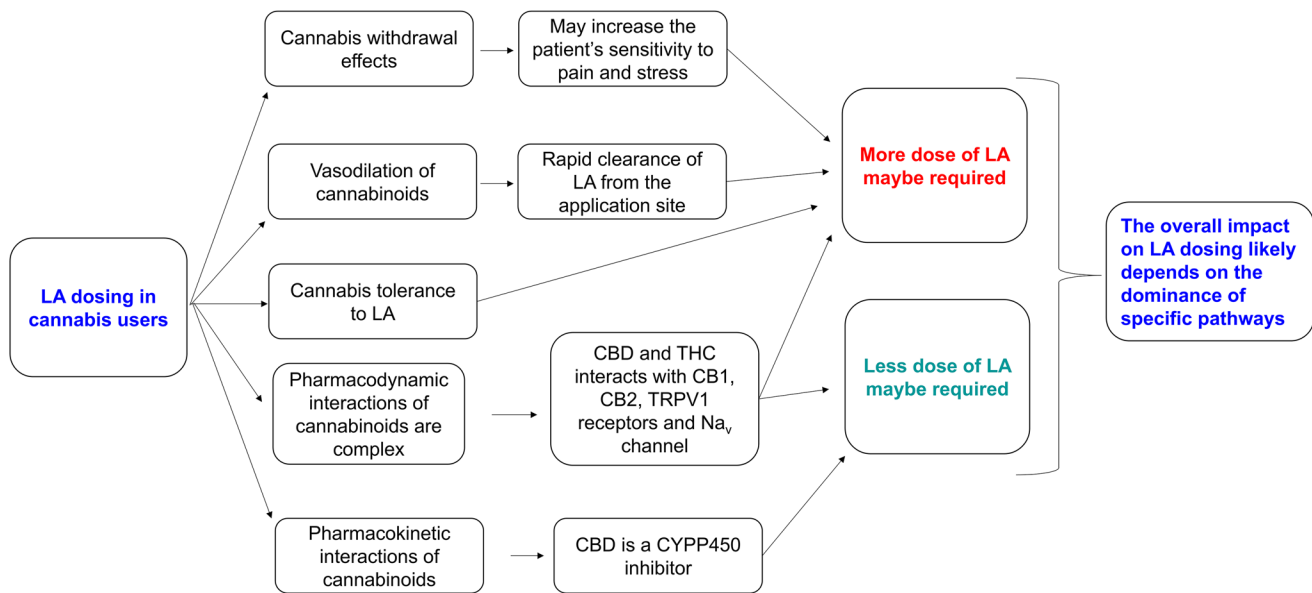 LA dosing in
cannabis users
Cannabis withdrawal
effects
May increase the
patient's sensitivity to
pain and stress
Vasodilation of
cannabinoids
Rapid clearance of
LA from the
application site
Cannabis tolerance
to LA
Pharmacodynamic
interactions of
cannabinoids are
complex
CBD and THC
interacts with CB1,
CB2, TRPV1
receptors and Naᵥ
channel
Pharmacokinetic
interactions of
cannabinoids
CBD is a CYPP450
inhibitor
More dose of LA
maybe required
Less dose of LA
maybe required
The overall impact
on LA dosing likely
depends on the
dominance of
specific pathways